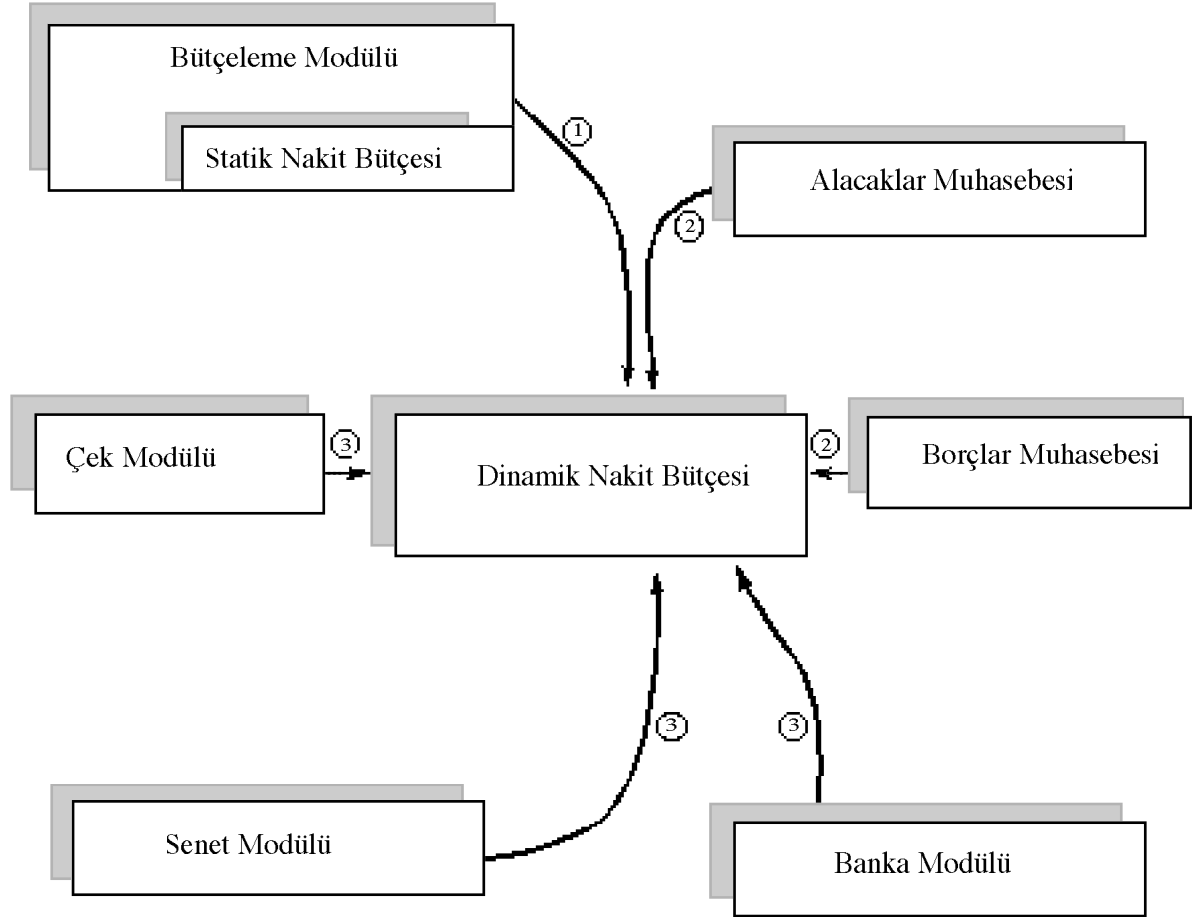 Bütçeleme Modülü
Statik Nakit Bütçesi
1
Alacaklar Muhasebesi
2
Çek Modülü
3
Dinamik Nakit Bütçesi
2
Borçlar Muhasebesi
3
3
Senet Modülü
Banka Modülü